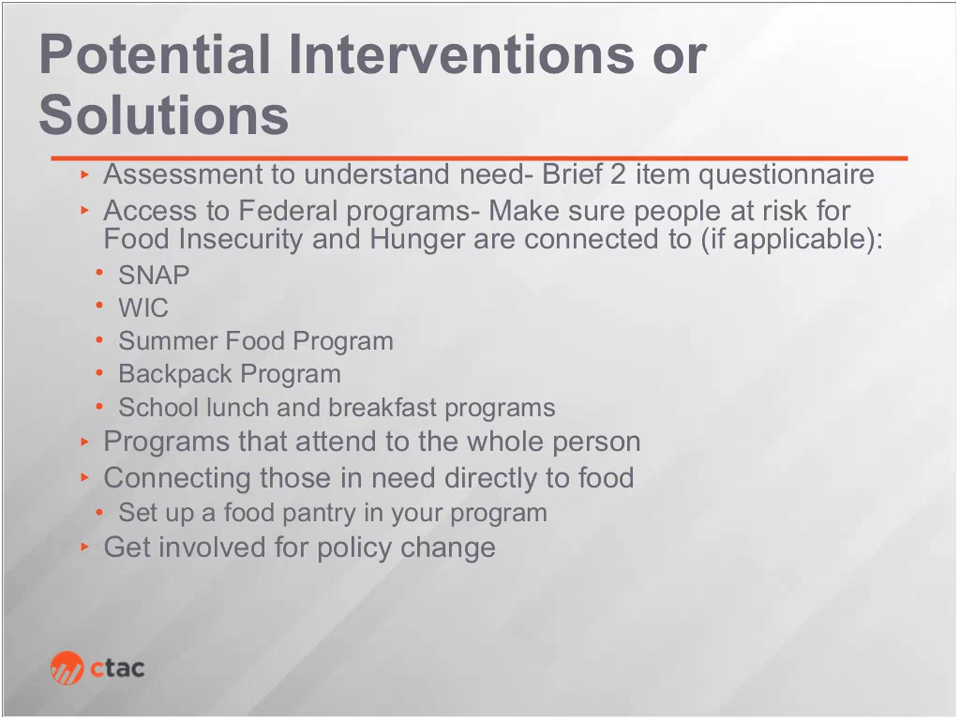 Potential Interventions or
Solutions
‣ Assessment to understand need- Brief 2 item questionnaire
‣ Access to Federal programs- Make sure people at risk for
Food Insecurity and Hunger are connected to (if applicable):
• SNAP
• WIC
• Summer Food Program
• Backpack Program
• School lunch and breakfast programs
‣ Programs that attend to the whole person
‣ Connecting those in need directly to food
• Set up a food pantry in your program
‣ Get involved for policy change
ctac